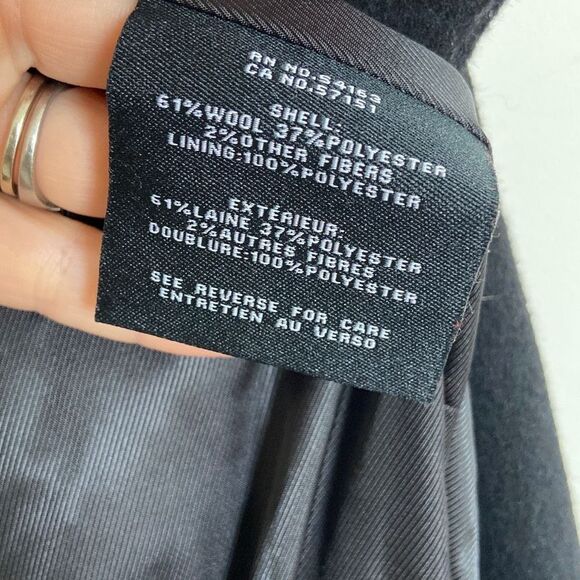 RN NO.54163
CA NO.57151
SHELL:
61%WOOL 37%POLYESTER
2%OTHER FIBERS
LINING:100%POLYESTER
EXTÉRIEUR:
61%LAINE 37%POLYESTER
2%AUTRES FIBRES
DOUBLURE:100%POLYESTER
SEE REVERSE FOR CARE
ENTRETIEN AU VERSO